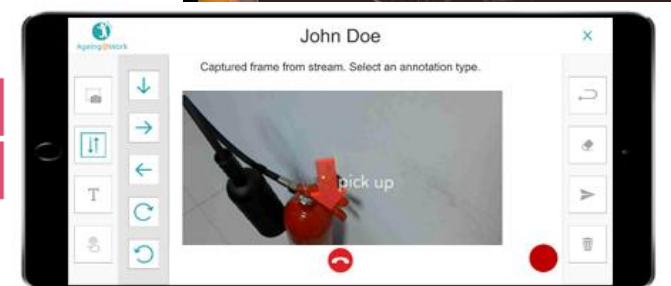 John Doe
Ageing@Work
Captured frame from stream. Select an annotation type.
T
pick up